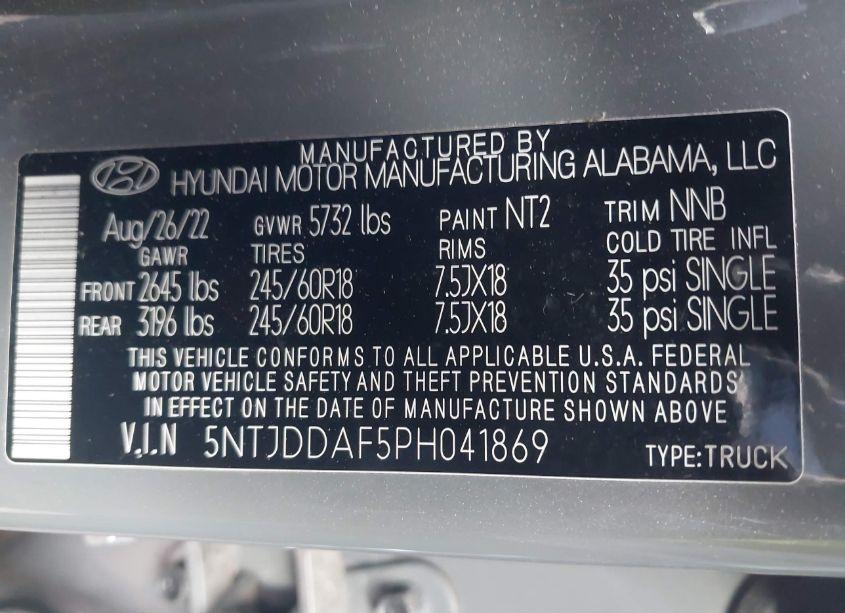 MANUFACTURED BY
HYUNDAI MOTOR MANUFACTURING ALABAMA, LLC
Aug/26/22 GVWR 5732 lbs PAINT NT2 TRIM NNB
GAWR TIRES RIMS COLD TIRE INFL
FRONT 2645 lbs 245/60R18 7.5JX18 35 psi SINGLE
REAR 3196 lbs 245/60R18 7.5JX18 35 psi SINGLE
THIS VEHICLE CONFORMS TO ALL APPLICABLE U.S.A. FEDERAL
MOTOR VEHICLE SAFETY AND THEFT PREVENTION STANDARDS
IN EFFECT ON THE DATE OF MANUFACTURE SHOWN ABOVE
V.I.N 5NTJDDAF5PH041869
TYPE:TRUCK